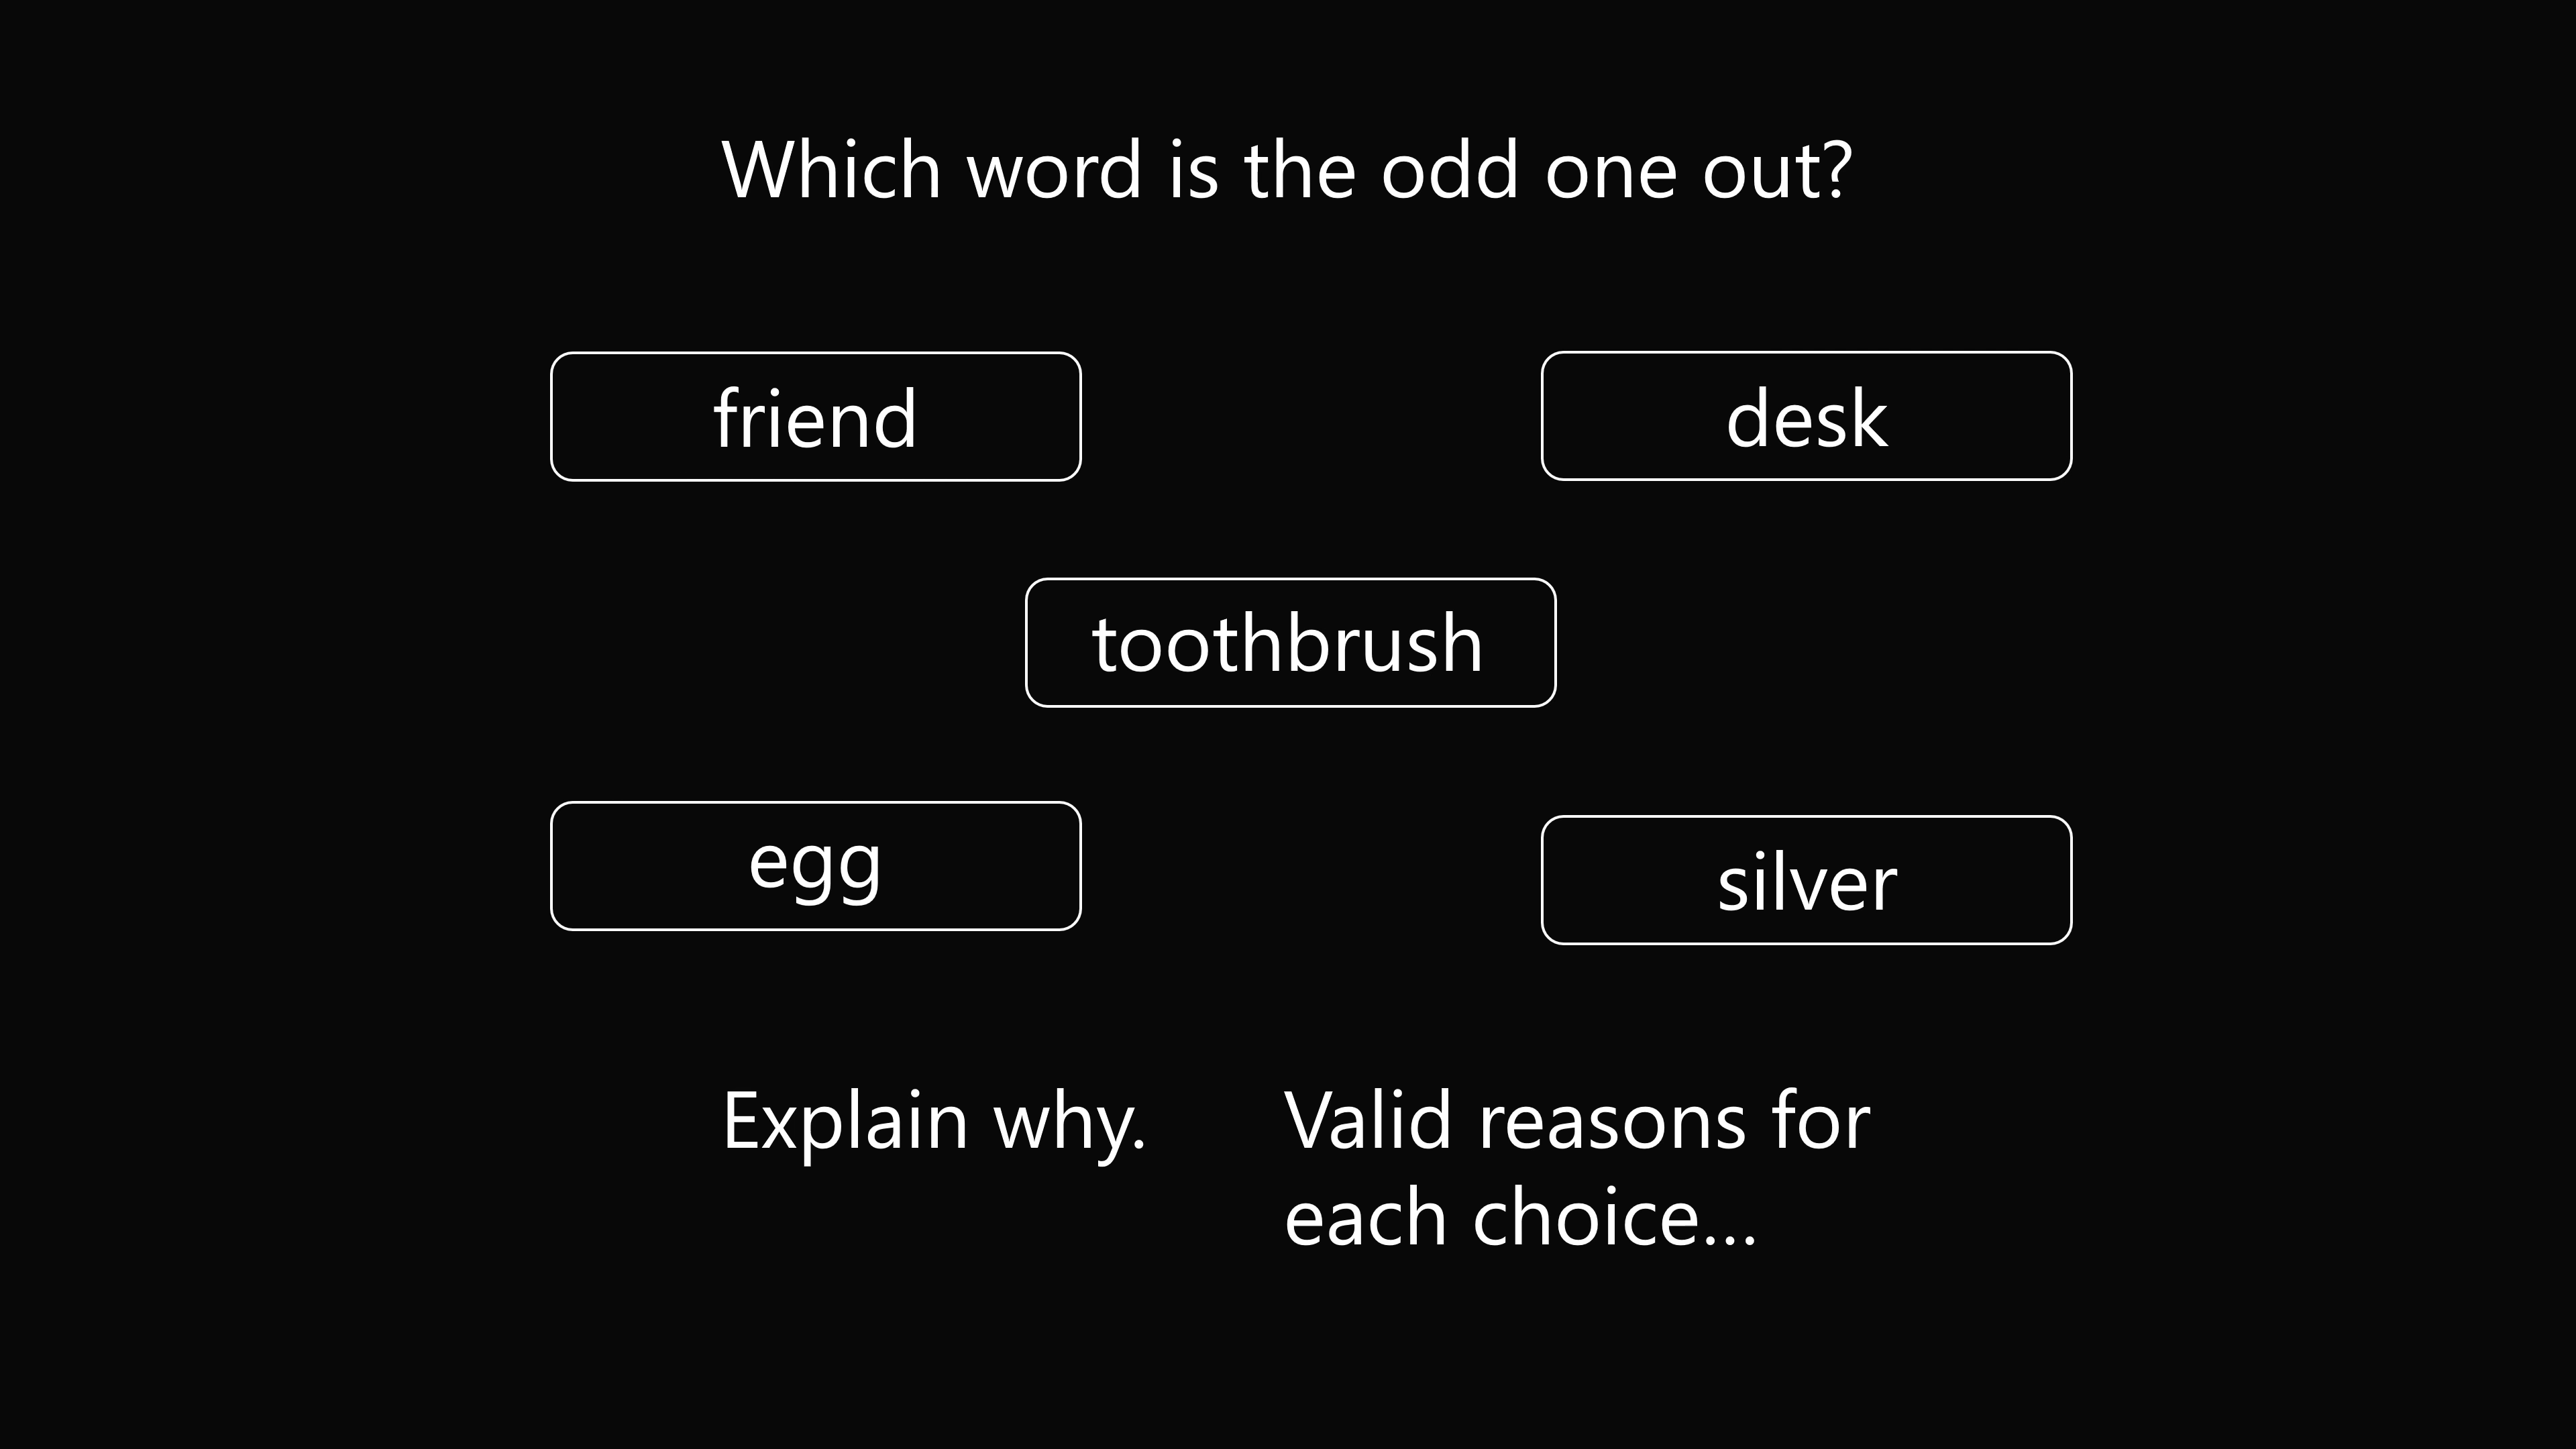 Which word is the odd one out?
friend
desk
toothbrush
egg
silver
Explain why.
Valid reasons for
each choice...